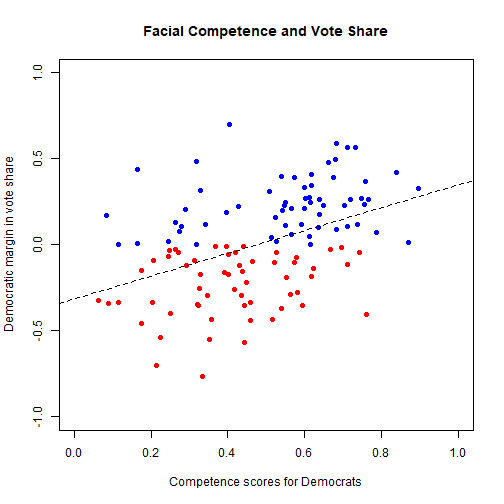 Facial Competence and Vote Share
Democratic margin in vote share
1.0
0.5
0.0
-0.5
-1.0
0.0 0.2 0.4 0.6 0.8 1.0
Competence scores for Democrats